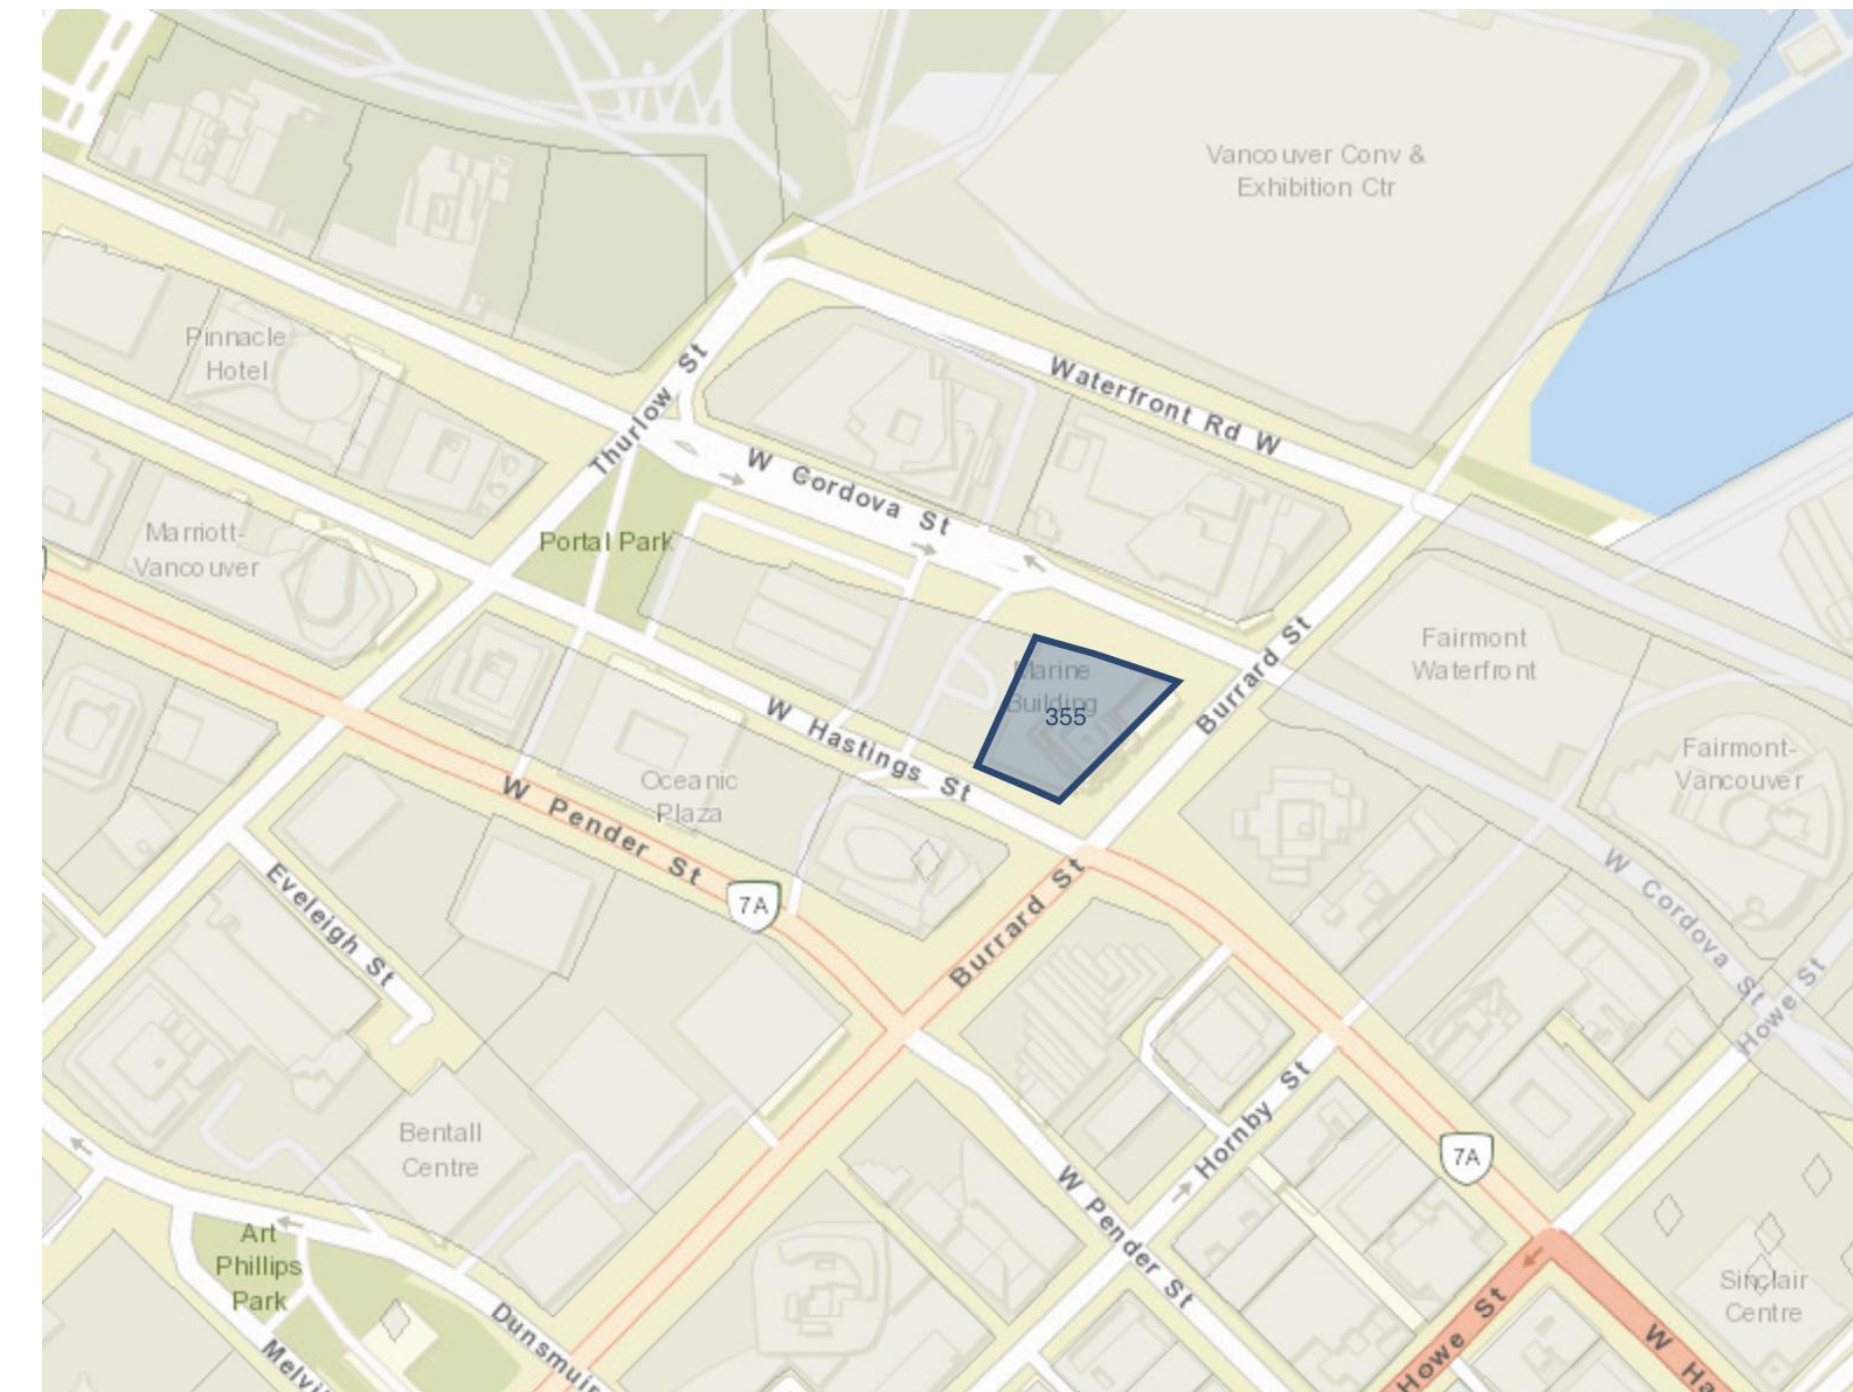 Vancouver Conv &
Exhibition Ctr
Pinnacle
Hotel
Thurlow St
Waterfront Rd W
W Cordova St
Marriott-
Vancouver
Portal Park
Marine
Building
355
Burrard St
Fairmont
Waterfront
W Hastings St
Oceanic
Plaza
Fairmont-
Vancouver
W Pender St
7A
Eveleigh St
Burrard St
W Cordova St
Howe St
Bentall
Centre
Hornby St
7A
W Pender St
Art
Phillips
Park
Sinclair
Centre
Dunsmuir
Melvi
Howe St
W Ha